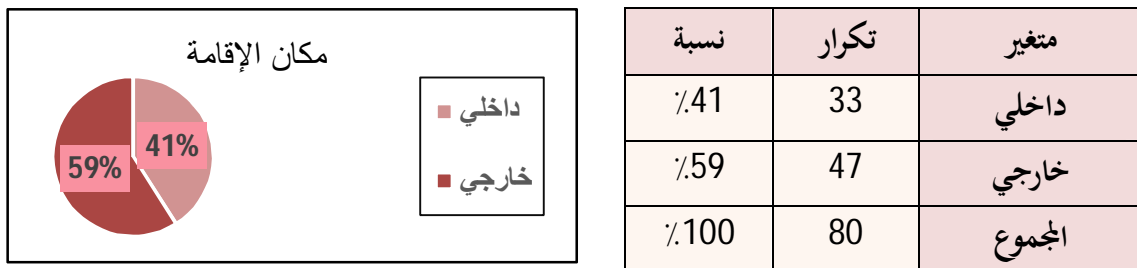 متغير تكرار نسبة
داخلي 33 41٪
خارجي 47 59٪
المجموع 80 100٪
مكان الإقامة
59% 41%
داخلي
خارجي